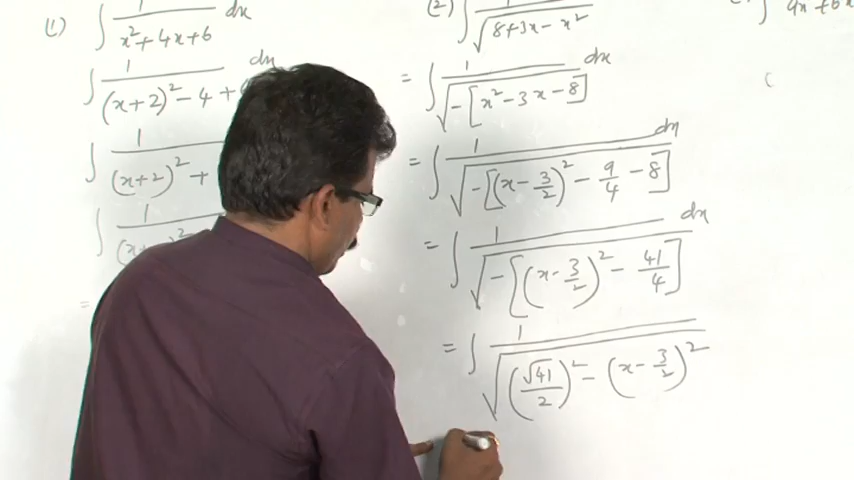 (1) ∫ 1/(x²+4x+6) dx
∫ 1/((x+2)² - 4 +
dx
∫ 1/((x+2)² +
∫ 1/
=
(2) ∫ 1/√(8+3x-x²)
= ∫ 1/√(-[x²-3x-8]) dx
= ∫ 1/√(-[(x-3/2)² - 9/4 - 8]) dx
= ∫ 1/√(-[(x-3/2)² - 41/4]) dx
= ∫ 1/√((√41/2)² - (x-3/2)²)
∫